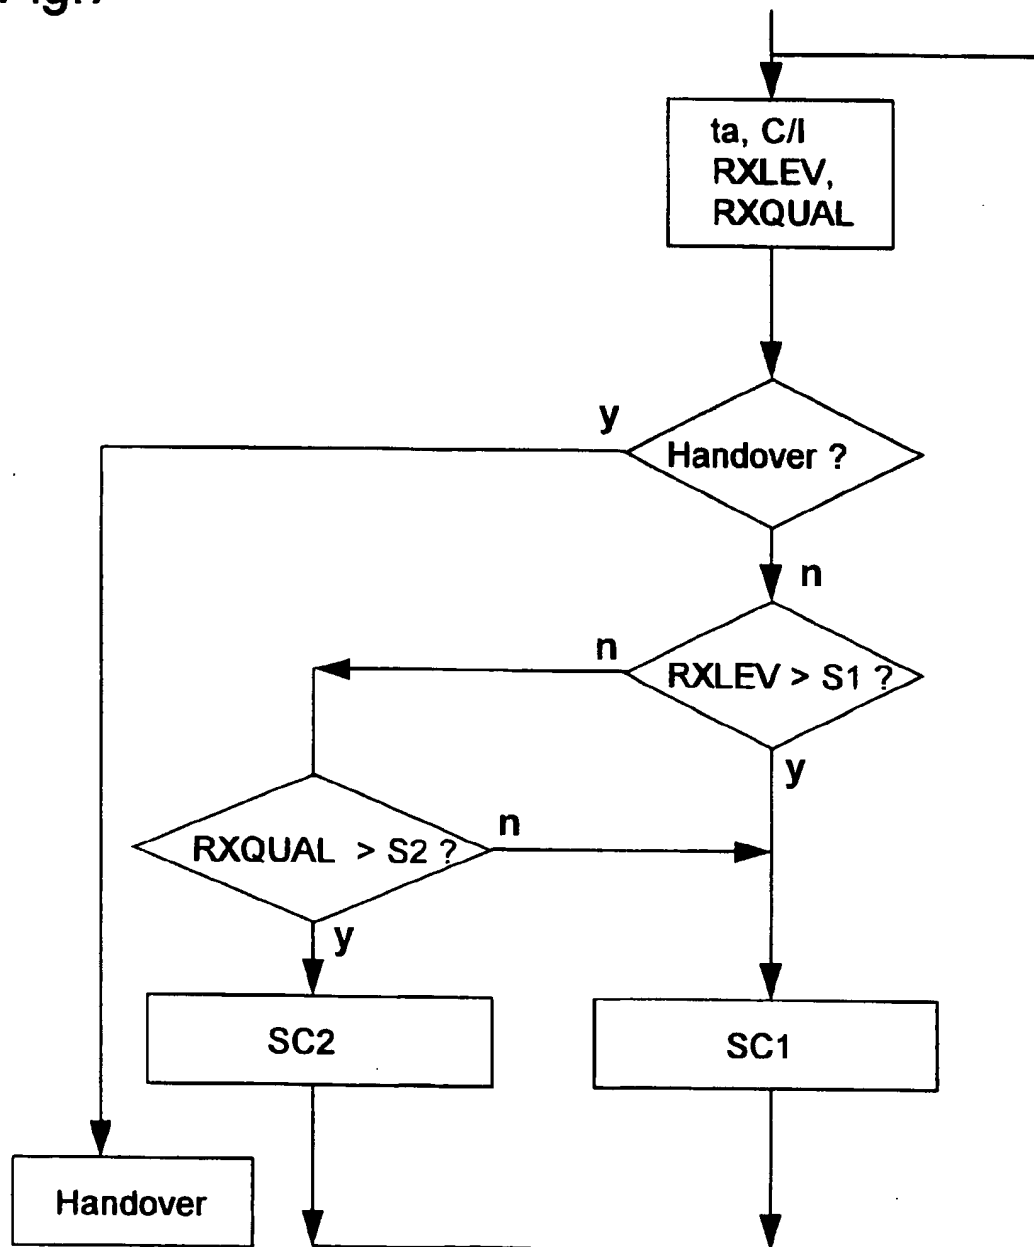 ta, C/I
RXLEV,
RXQUAL
y
Handover ?
n
n
RXLEV > S1 ?
y
RXQUAL > S2 ?
n
y
SC2
SC1
Handover